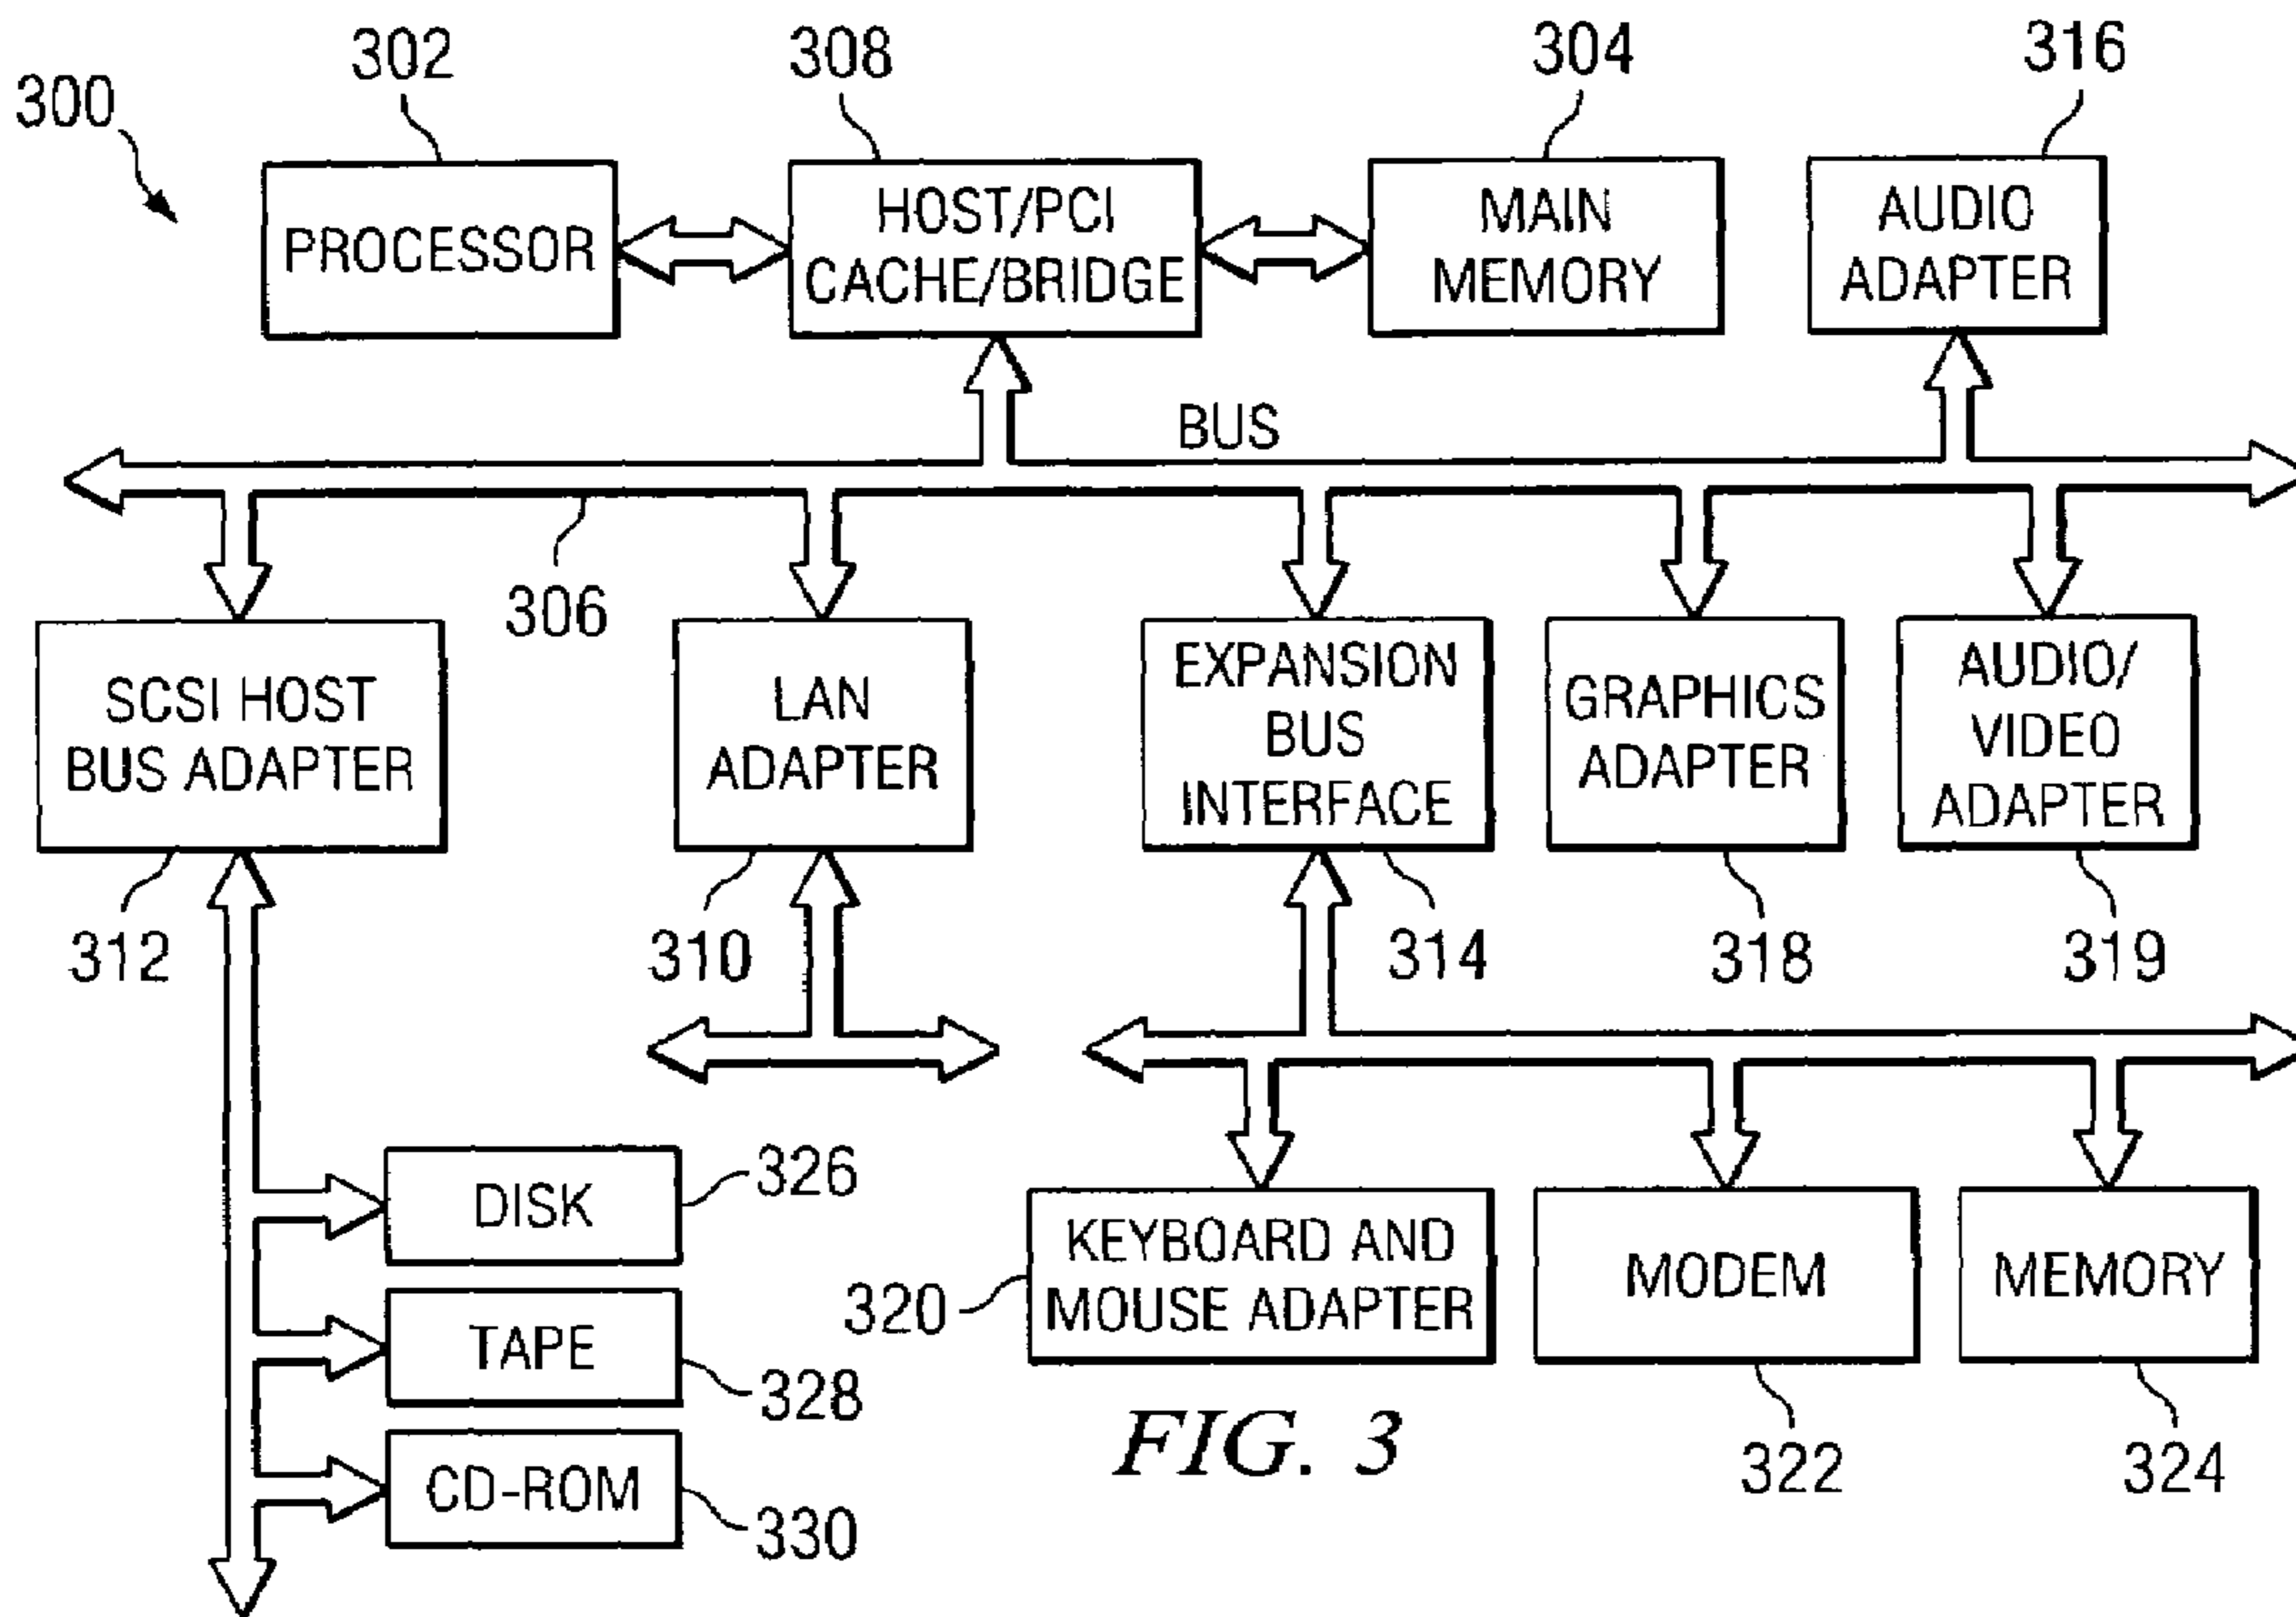 300
302
308
304
316
PROCESSOR
HOST/PCI
CACHE/BRIDGE
MAIN
MEMORY
AUDIO
ADAPTER
BUS
306
SCSI HOST
BUS ADAPTER
LAN
ADAPTER
EXPANSION
BUS
INTERFACE
GRAPHICS
ADAPTER
AUDIO/
VIDEO
ADAPTER
312
310
314
318
319
DISK
326
TAPE
328
CD-ROM
330
320
KEYBOARD AND
MOUSE ADAPTER
MODEM
MEMORY
322
324
FIG. 3